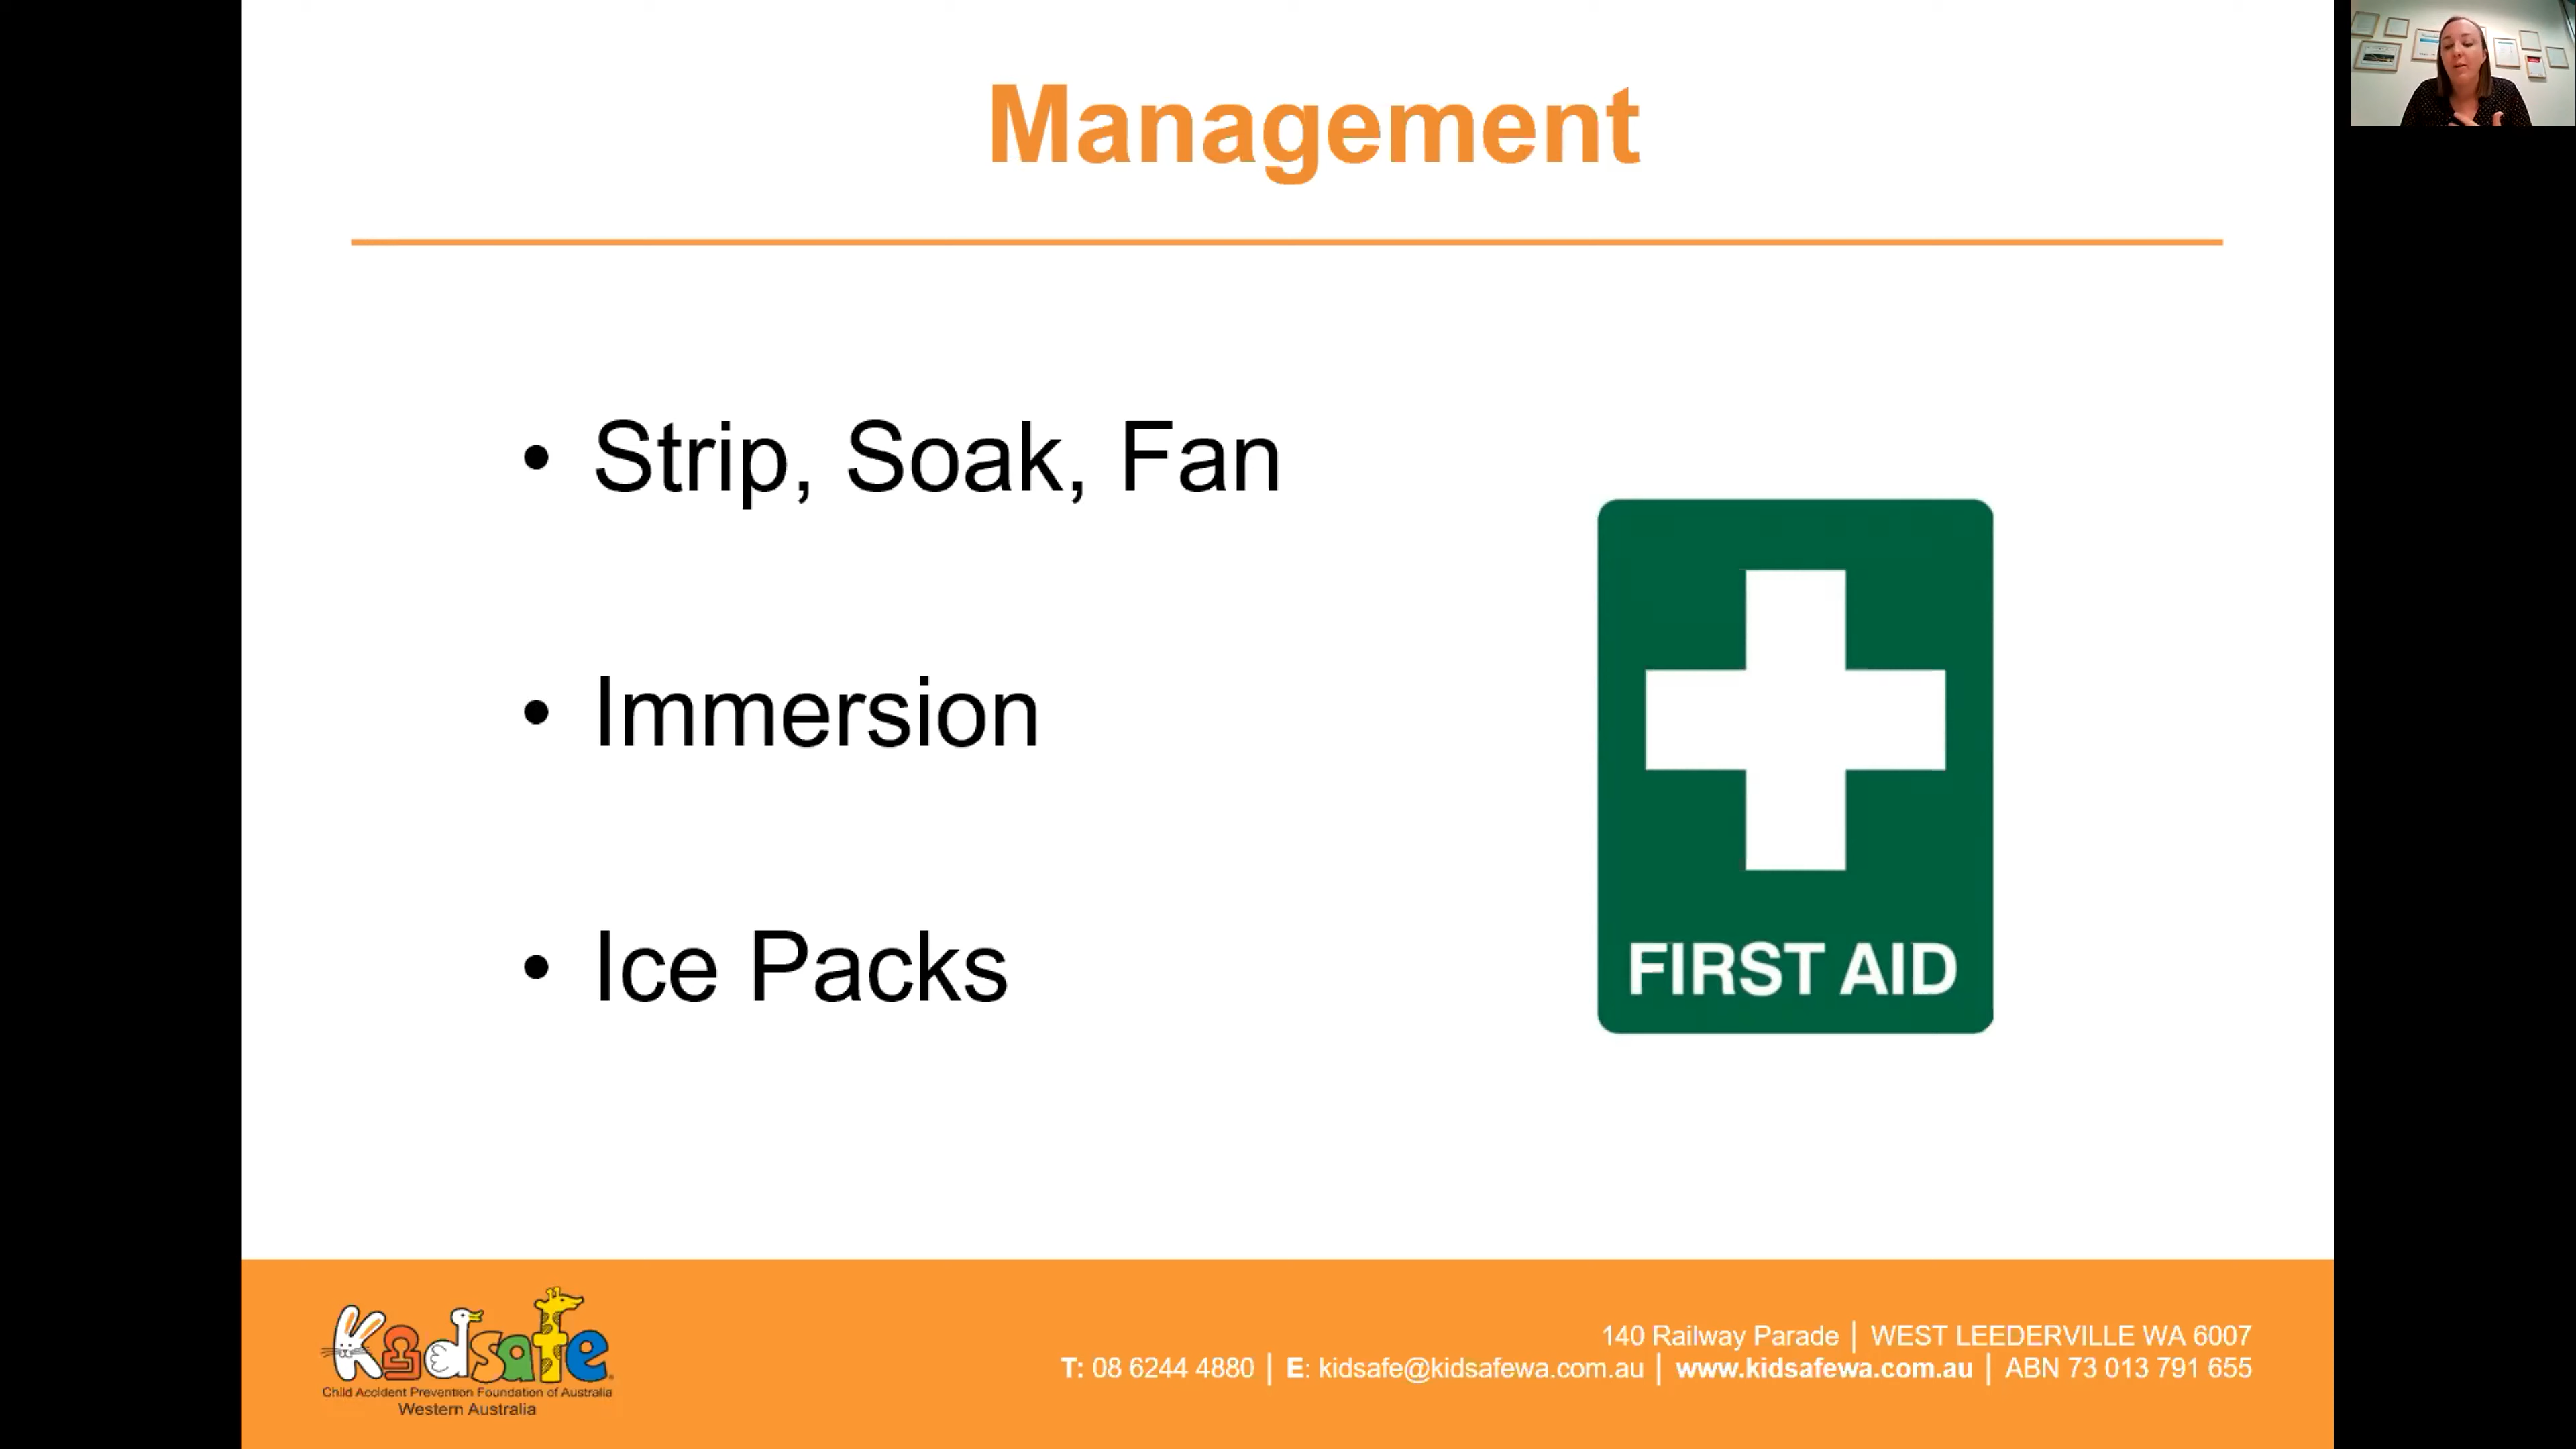 Management
• Strip, Soak, Fan
• Immersion
• Ice Packs
FIRST AID
Kidsafe
Child Accident Prevention Foundation of Australia
Western Australia
140 Railway Parade | WEST LEEDERVILLE WA 6007
T: 08 6244 4880 | E: kidsafe@kidsafewa.com.au | www.kidsafewa.com.au | ABN 73 013 791 655